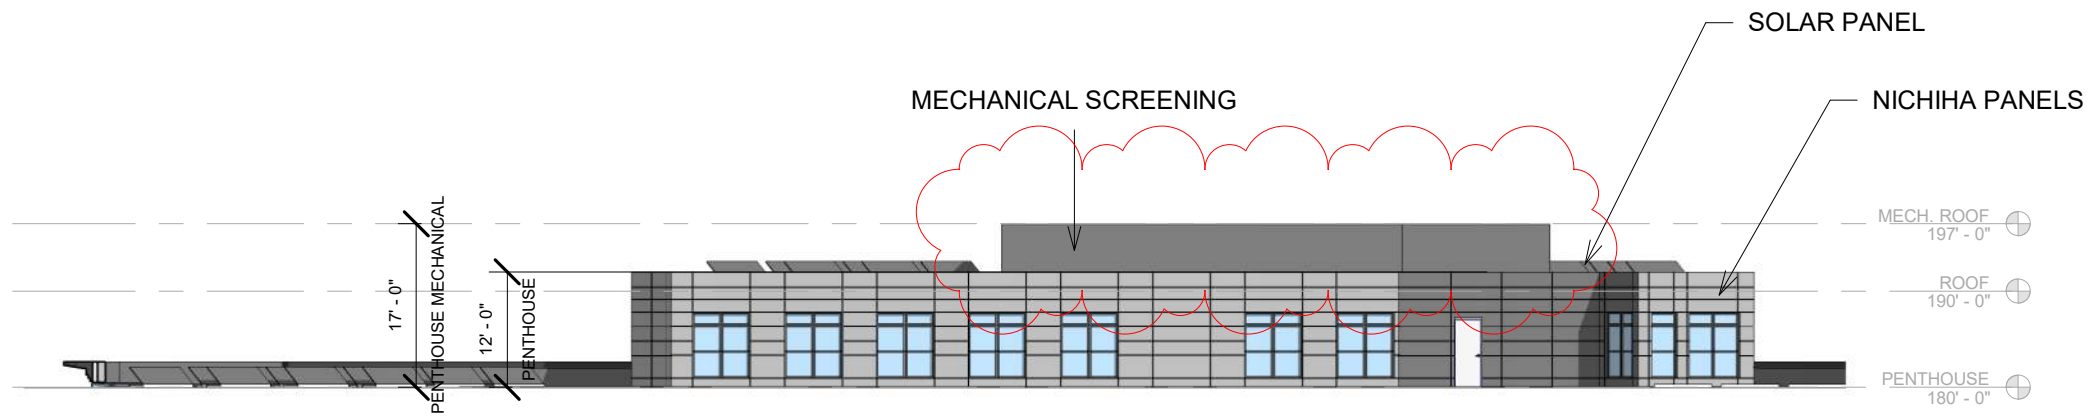 SOLAR PANEL
MECHANICAL SCREENING
NICHIHA PANELS
MECH. ROOF
197' - 0"
ROOF
190' - 0"
PENTHOUSE
180' - 0"
17' - 0"
PENTHOUSE MECHANICAL
12' - 0"
PENTHOUSE